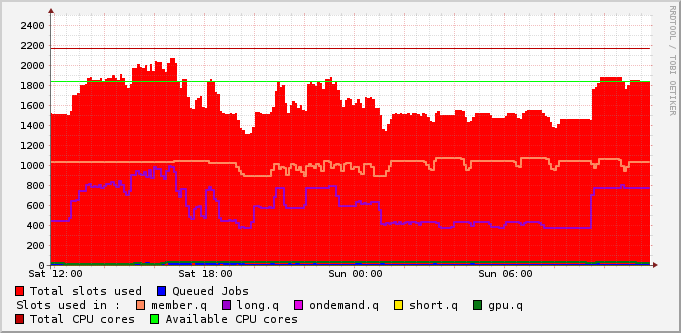 RRDTOOL / TOBI OETIKER
2400
2200
2000
1800
1600
1400
1200
1000
800
600
400
200
0
Sat 12:00 Sat 18:00 Sun 00:00 Sun 06:00
Total slots used Queued Jobs
Slots used in : member.q long.q ondemand.q short.q gpu.q
Total CPU cores Available CPU cores